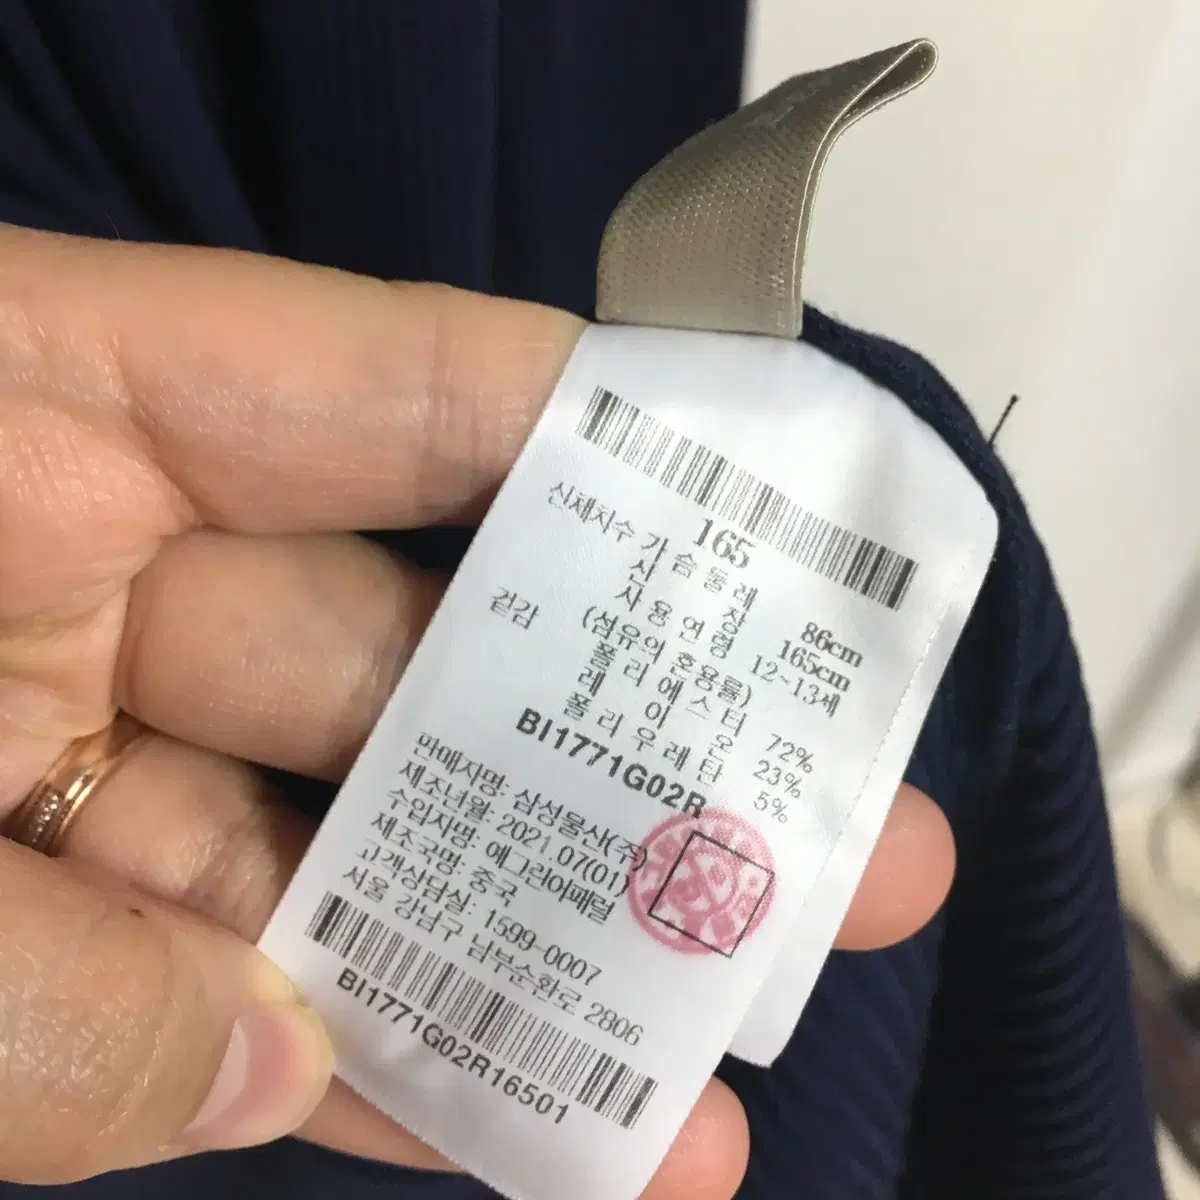 165
신체치수 가슴둘레 86cm
신장 165cm
사용연령 12~13세
겉감 (섬유의 혼용률)
폴리에스터 72%
레이온 23%
폴리우레탄 5%
BI1771G02R
판매자명: 삼성물산(주)
제조년월: 2021.07(01)
수입자명: 에그린어패럴
제조국명: 중국
고객상담실: 1599-0007
서울 강남구 남부순환로 2806
BI1771G02R16501